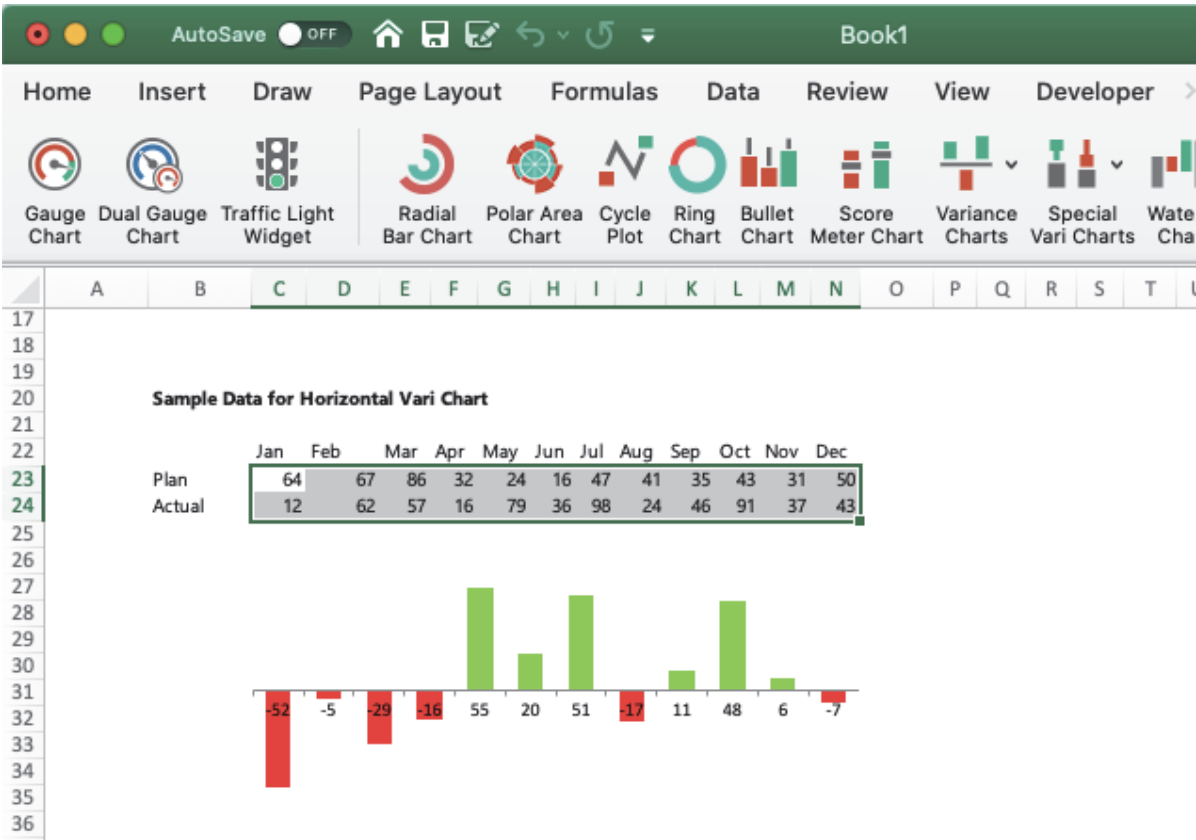 AutoSave OFF Book1
Home Insert Draw Page Layout Formulas Data Review View Developer
Gauge Chart
Dual Gauge Chart
Traffic Light Widget
Radial Bar Chart
Polar Area Chart
Cycle Plot
Ring Chart
Bullet Chart
Score Meter Chart
Variance Charts
Special Vari Charts
Wate
Cha
A B C D E F G H I J K L M N O P Q R S T
17
18
19
20 Sample Data for Horizontal Vari Chart
21
22 Jan Feb Mar Apr May Jun Jul Aug Sep Oct Nov Dec
23 Plan 64 67 86 32 24 16 47 41 35 43 31 50
24 Actual 12 62 57 16 79 36 98 24 46 91 37 43
25
26
27
28
29
30
31
32 -52 -5 -29 -16 55 20 51 -17 11 48 6 -7
33
34
35
36